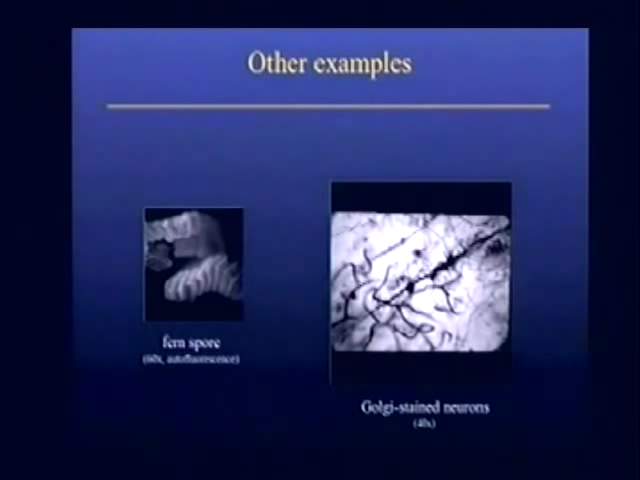 Other examples
fern spore
(60x, autofluorescence)
Golgi-stained neurons
(40x)